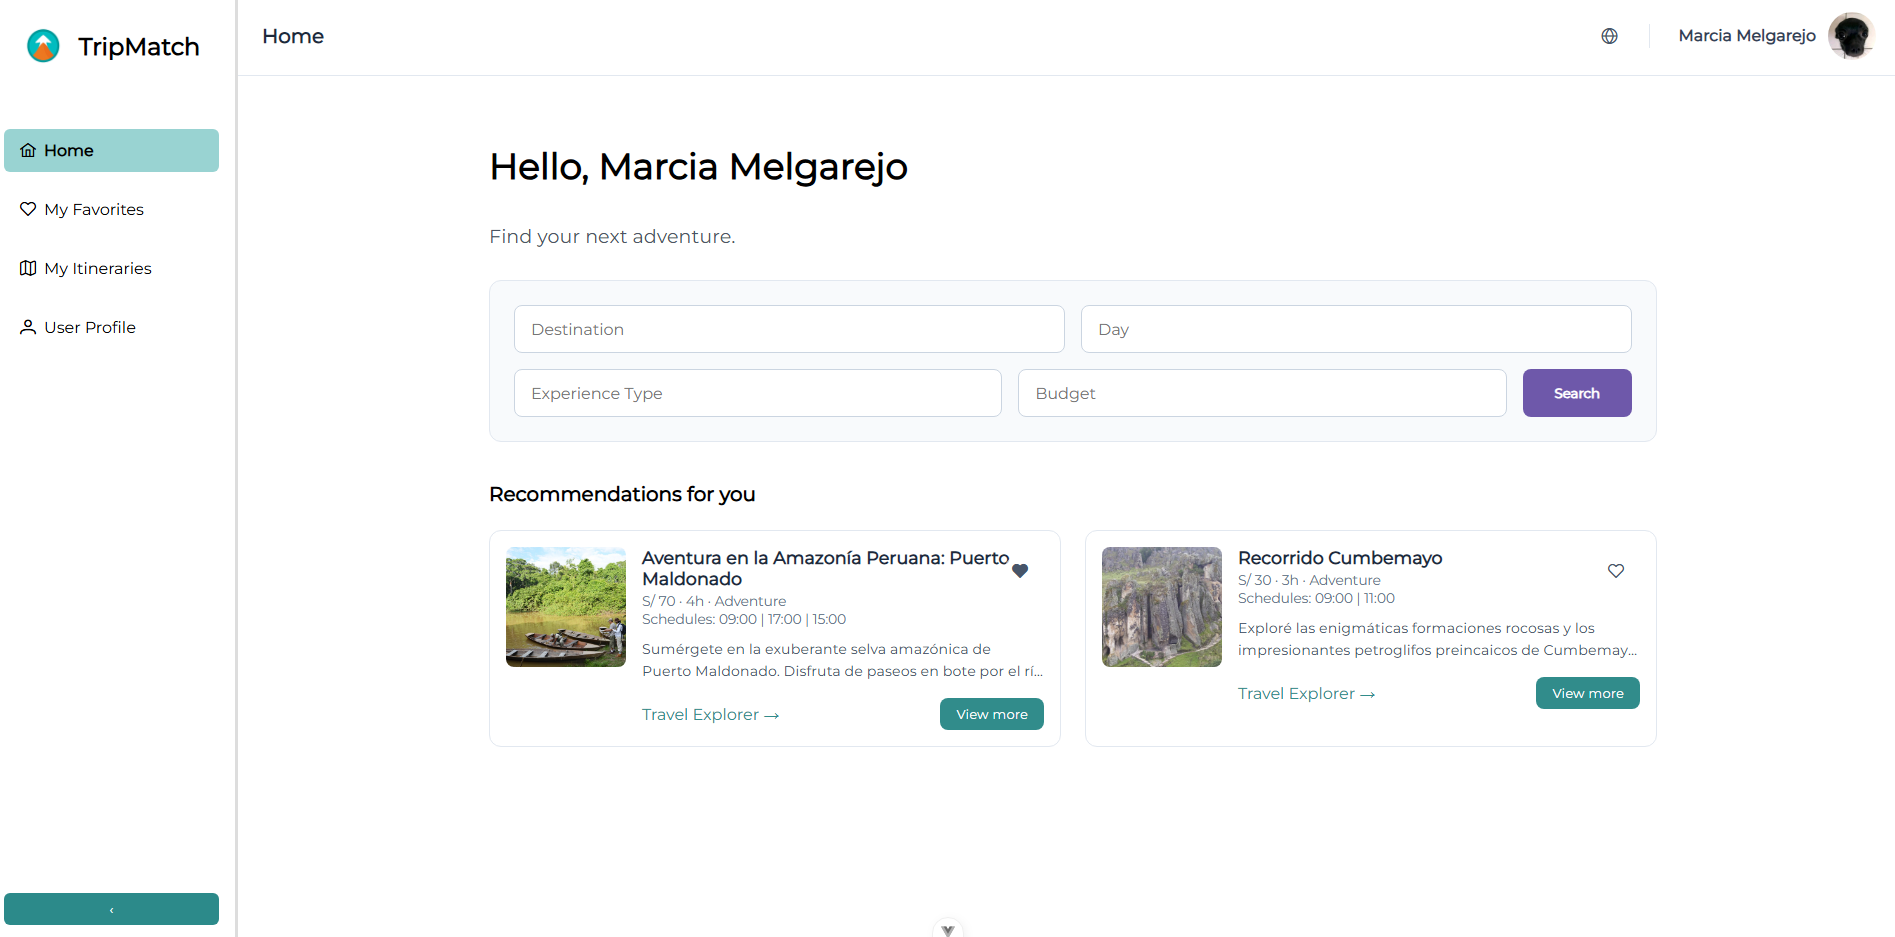 TripMatch
Home
Marcia Melgarejo
Home
My Favorites
My Itineraries
User Profile
Hello, Marcia Melgarejo
Find your next adventure.
Destination
Day
Experience Type
Budget
Search
Recommendations for you
Aventura en la Amazonía Peruana: Puerto
Maldonado
S/ 70 · 4h · Adventure
Schedules: 09:00 | 17:00 | 15:00
Sumérgete en la exuberante selva amazónica de
Puerto Maldonado. Disfruta de paseos en bote por el rí...
Travel Explorer →
View more
Recorrido Cumbemayo
S/ 30 · 3h · Adventure
Schedules: 09:00 | 11:00
Exploré las enigmáticas formaciones rocosas y los
impresionantes petroglifos preincaicos de Cumbemay...
Travel Explorer →
View more
‹